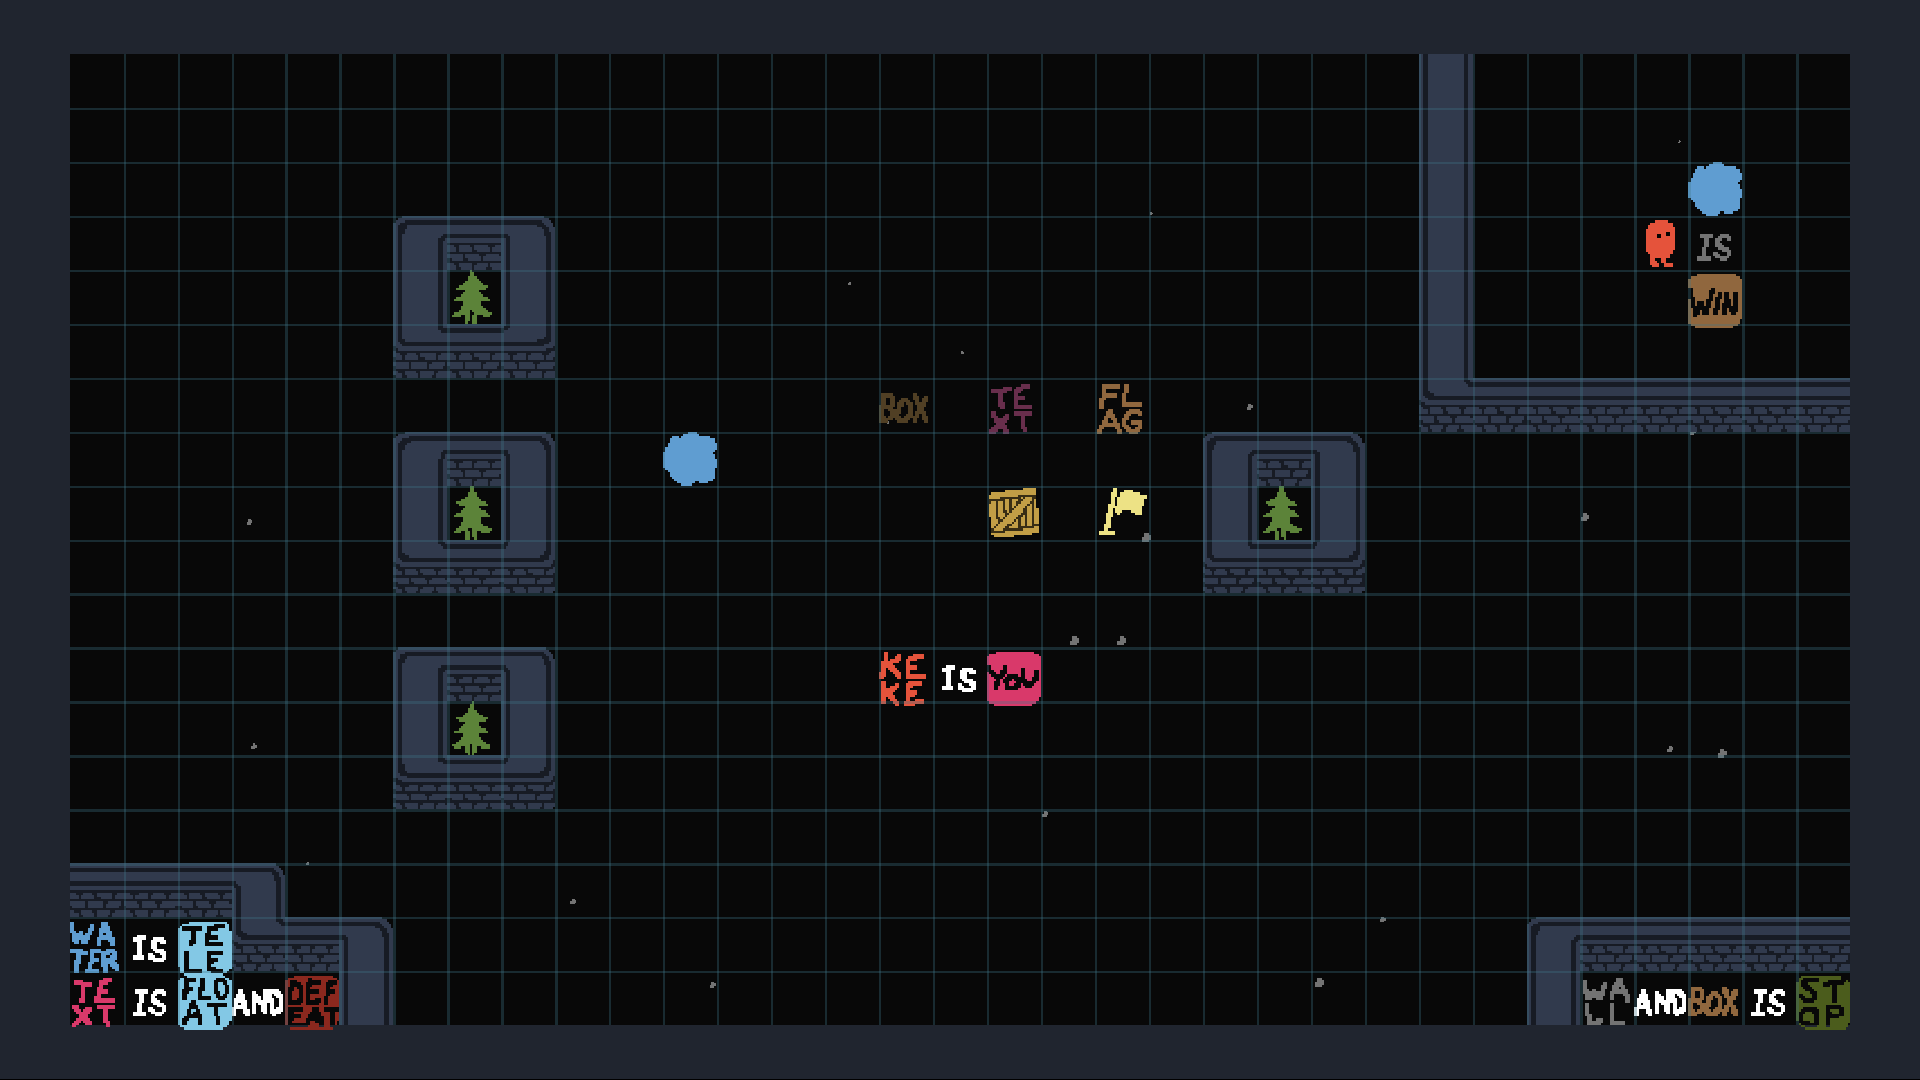 IS
WIN
BOX TEXT FLAG
KEKE IS YOU
WATER IS TELE
TEXT IS FLOAT AND DEFEAT
WALL AND BOX IS STOP